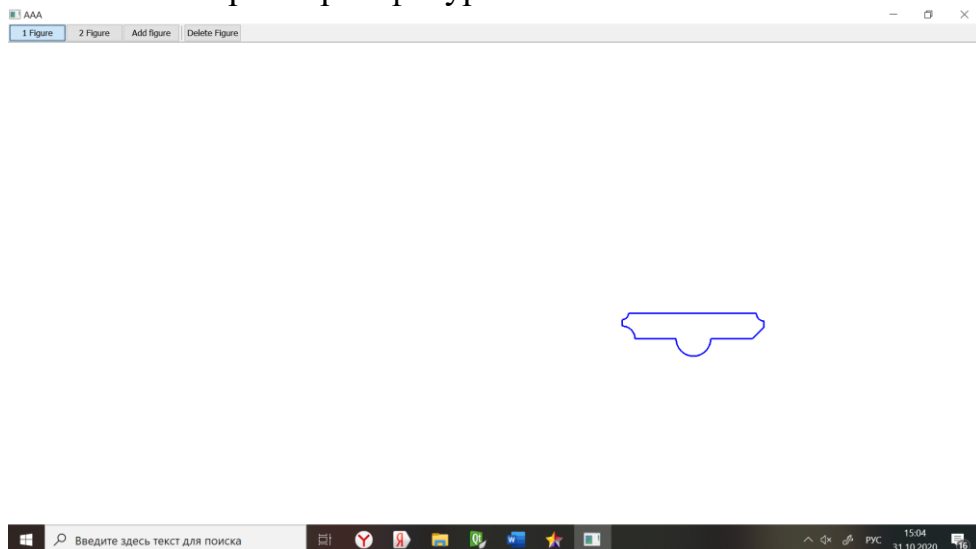 AAA
1 Figure 2 Figure Add figure Delete Figure
Введите здесь текст для поиска
РУС
15:04
31.10.2020
16